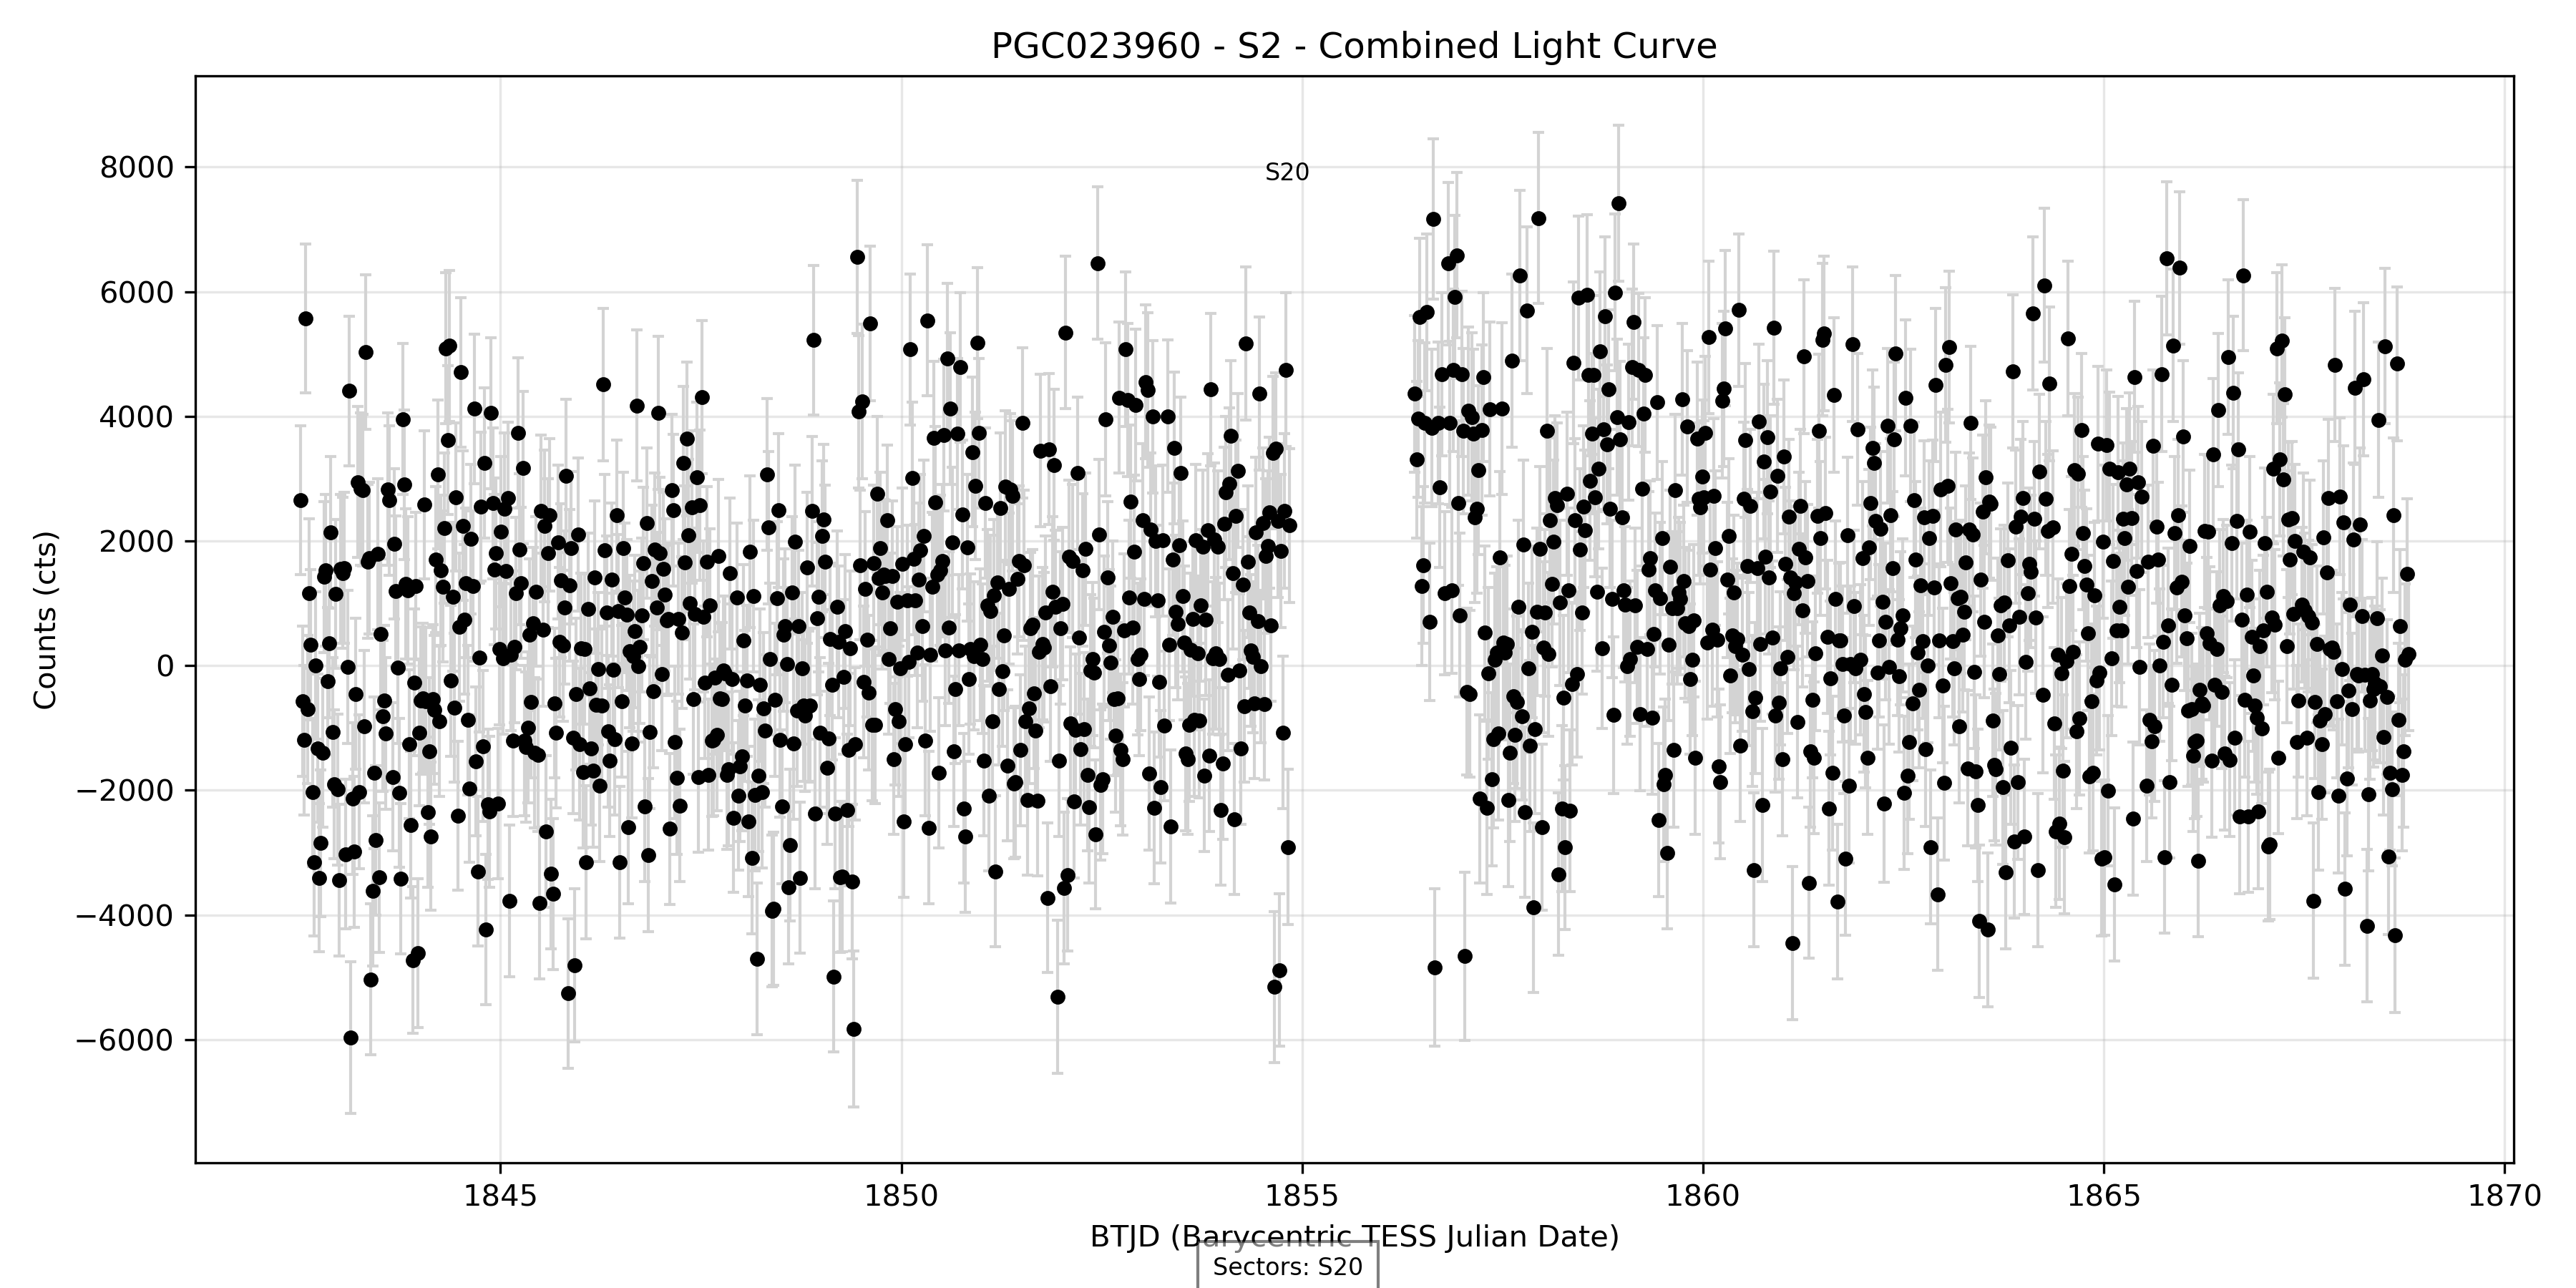 PGC023960 - S2 - Combined Light Curve
8000
6000
4000
2000
0
−2000
−4000
−6000
Counts (cts)
S20
1845
1850
1855
1860
1865
1870
BTJD (Barycentric TESS Julian Date)
Sectors: S20